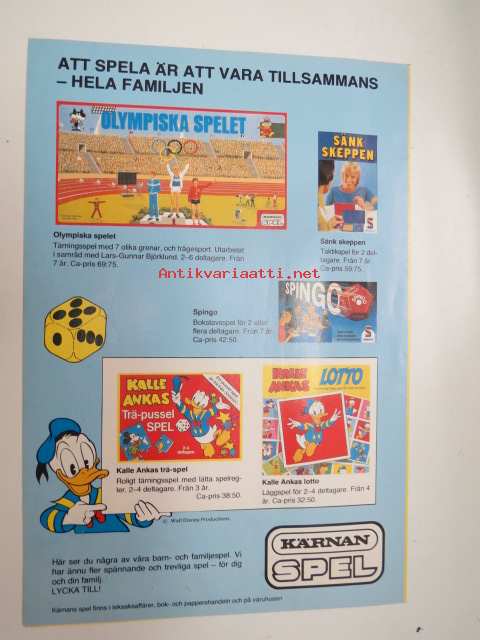 ATT SPELA ÄR ATT VARA TILLSAMMANS
– HELA FAMILJEN
OLYMPISKA SPELET
KÄRNAN
SPEL
SÄNK
SKEPPEN
S
Olympiska spelet
Tärningsspel med 7 olika grenar, och frågesport. Utarbetat
i samråd med Lars-Gunnar Björklund. 2–6 deltagare. Från
7 år. Ca-pris 69:75.
Sänk skeppen
Taktikspel för 2 del-
tagare. Från 7 år.
Ca-pris 59:75.
Antikvariaatti.net
SPINGO
S
Spingo
Bokstavsspel för 2 eller
flera deltagare. Från 7 år.
Ca-pris 42:50.
KALLE
ANKAS
Trä-pussel
SPEL
2-4
deltagare
KALLE
ANKAS
LOTTO
Kalle Ankas trä-spel
Roligt tärningsspel med lätta spelreg-
ler. 2–4 deltagare. Från 3 år.
Ca-pris 38:50.
Kalle Ankas lotto
Läggspel för 2–4 deltagare. Från 4
år. Ca-pris 32:50.
© Walt Disney Productions.
KÄRNAN
SPEL
Här ser du några av våra barn- och familjespel. Vi
har ännu fler spännande och trevliga spel – för dig
och din familj.
LYCKA TILL!
Kärnans spel finns i leksaksaffärer, bok- och pappershandeln och på varuhusen